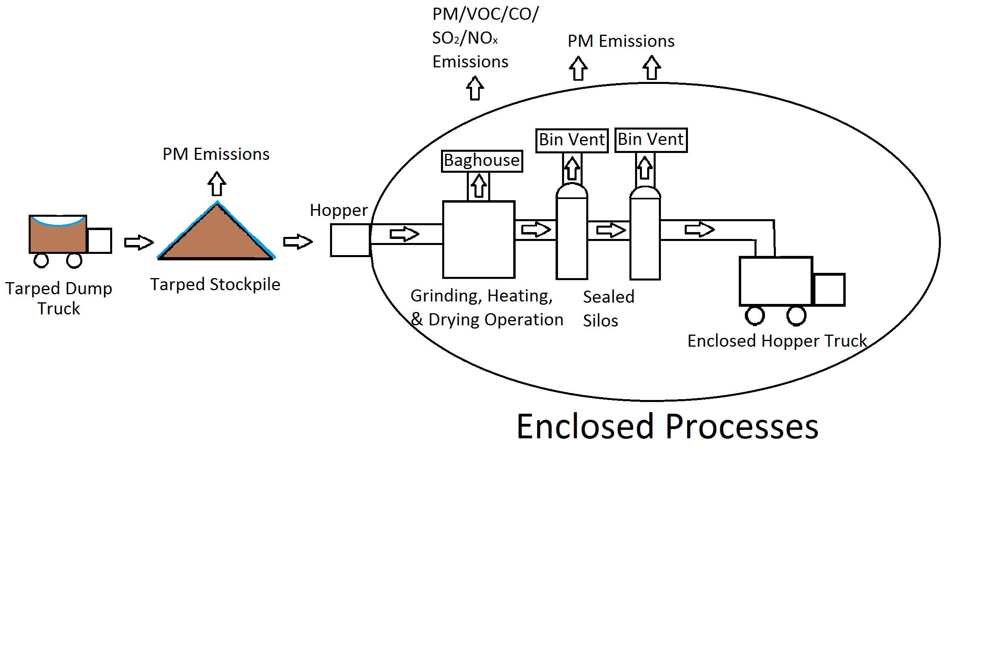 PM/VOC/CO/
SO₂/NOₓ
Emissions
PM Emissions
PM Emissions
Bin Vent
Bin Vent
Baghouse
Hopper
Tarped Dump
Truck
Tarped Stockpile
Grinding, Heating,
& Drying Operation
Sealed
Silos
Enclosed Hopper Truck
Enclosed Processes